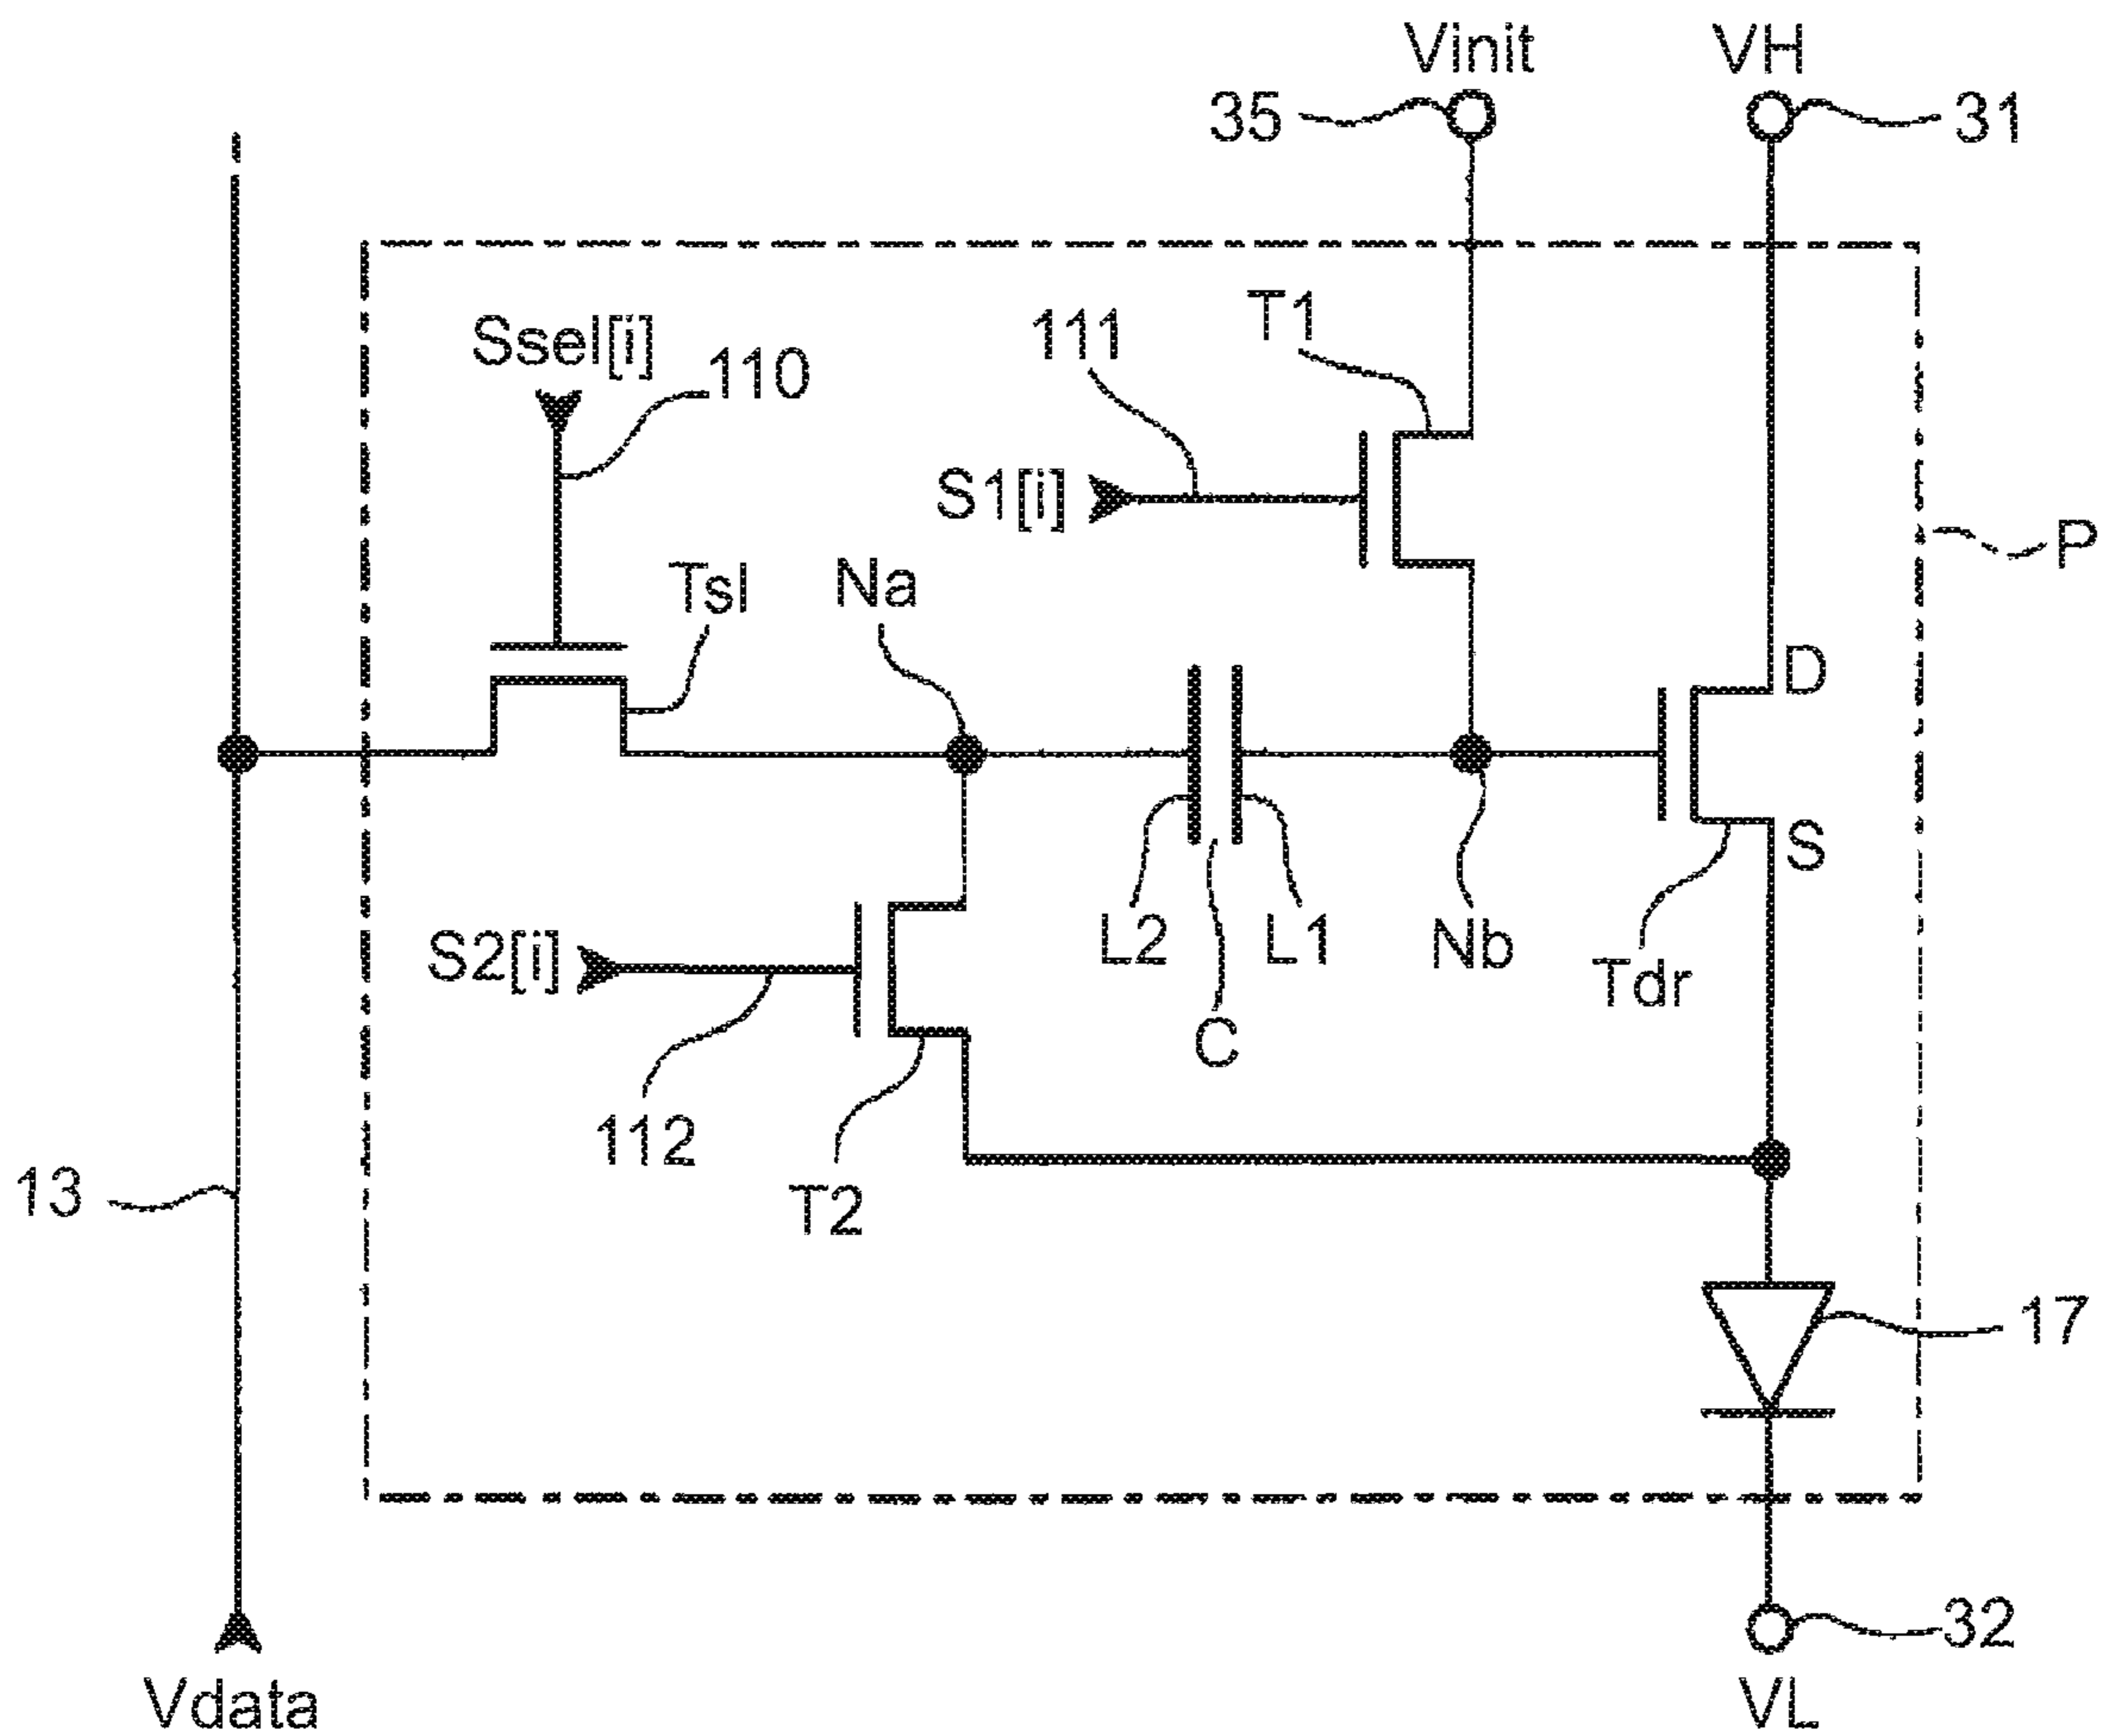 Vinit VH
35 31
T1
Ssel[i] 111
110
S1[i]
P
Tsl Na
D
S
S2[i] L2 L1 Nb Tdr
C
112
13 T2
17
32
Vdata VL